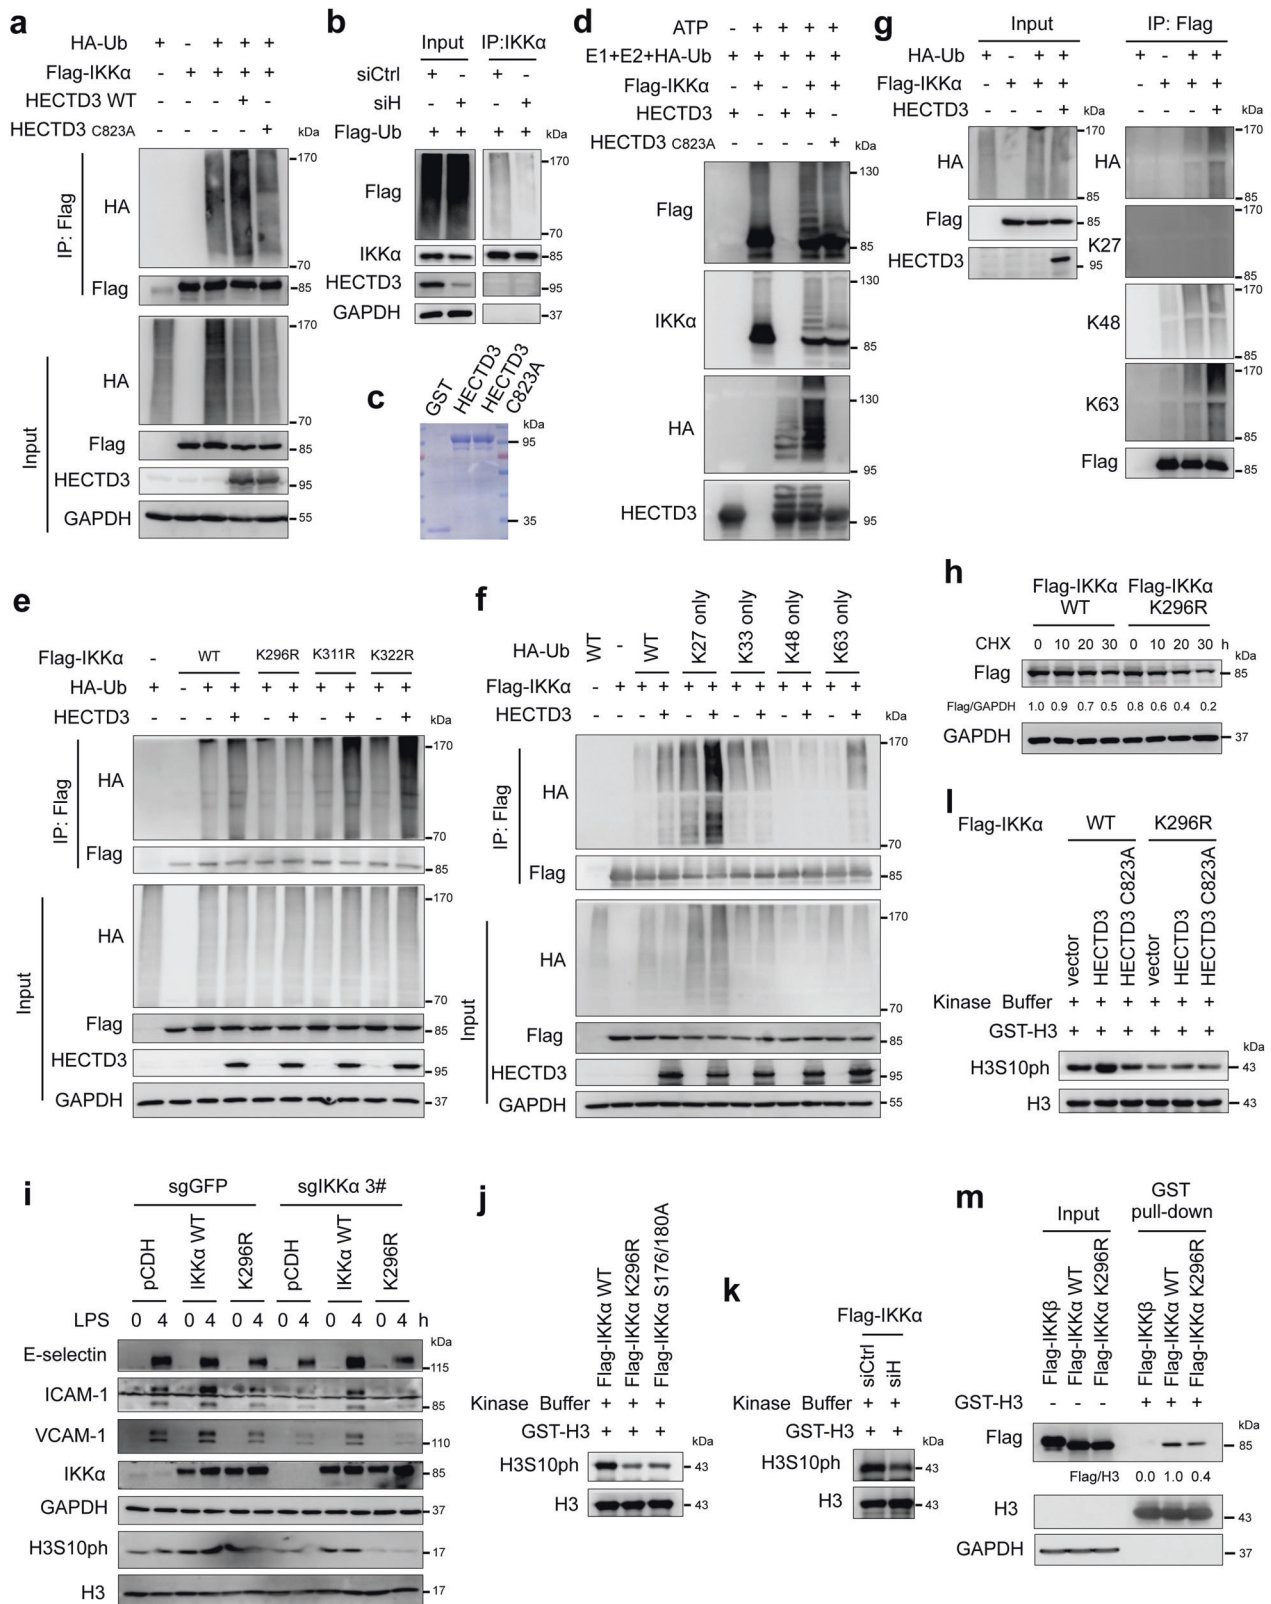 a
HA-Ub + - + + +
Flag-IKKα - + + + +
HECTD3 WT - - - + -
HECTD3 C823A - - - - +
kDa
IP: Flag
HA
170
70
Flag
85
Input
HA
170
70
Flag
85
HECTD3
95
GAPDH
55
b
Input IP:IKKα
siCtrl + - + -
siH - + - +
Flag-Ub + + + +
kDa
Flag
170
70
IKKα
85
HECTD3
95
GAPDH
37
c
GST
HECTD3
HECTD3
C823A
kDa
95
35
d
ATP - + + + +
E1+E2+HA-Ub + + + + +
Flag-IKKα - + - + +
HECTD3 + - + + -
HECTD3 C823A - - - - +
kDa
Flag
130
85
IKKα
130
85
HA
130
95
HECTD3
95
g
Input
IP: Flag
HA-Ub + - + + + - + +
Flag-IKKα - + + + - + + +
HECTD3 - - - + - - - +
kDa
kDa
HA
170
85
Flag
85
HECTD3
95
HA
170
85
K27
170
85
K48
170
85
K63
170
85
Flag
85
e
Flag-IKKα - WT K296R K311R K322R
HA-Ub + - + + + + + + + +
HECTD3 - - - + - + - + - +
kDa
IP: Flag
HA
170
70
Flag
85
Input
HA
170
70
Flag
85
HECTD3
95
GAPDH
37
f
HA-Ub WT - WT K27 only K33 only K48 only K63 only
Flag-IKKα - + + + + + + + + + + +
HECTD3 - - - + - + - + - + - +
kDa
IP: Flag
HA
170
70
Flag
85
Input
HA
170
70
Flag
85
HECTD3
95
GAPDH
55
h
Flag-IKKα
WT
Flag-IKKα
K296R
CHX 0 10 20 30 0 10 20 30 h
kDa
Flag
85
Flag/GAPDH 1.0 0.9 0.7 0.5 0.8 0.6 0.4 0.2
GAPDH
37
l
Flag-IKKα WT K296R
vector
HECTD3
HECTD3 C823A
vector
HECTD3
HECTD3 C823A
Kinase Buffer + + + + + +
GST-H3 + + + + + +
kDa
H3S10ph
43
H3
43
i
sgGFP sgIKKα 3#
pCDH
IKKα WT
K296R
pCDH
IKKα WT
K296R
LPS 0 4 0 4 0 4 0 4 0 4 0 4 h
kDa
E-selectin
115
ICAM-1
85
VCAM-1
110
IKKα
85
GAPDH
37
H3S10ph
17
H3
17
j
Flag-IKKα WT
Flag-IKKα K296R
Flag-IKKα S176/180A
Kinase Buffer + + +
GST-H3 + + +
kDa
H3S10ph
43
H3
43
k
Flag-IKKα
siCtrl
siH
Kinase Buffer + +
GST-H3 + +
kDa
H3S10ph
43
H3
43
m
Input
GST
pull-down
Flag-IKKβ
Flag-IKKα WT
Flag-IKKα K296R
Flag-IKKβ
Flag-IKKα WT
Flag-IKKα K296R
GST-H3 - - - + + +
kDa
Flag
85
Flag/H3 0.0 1.0 0.4
H3
43
GAPDH
37